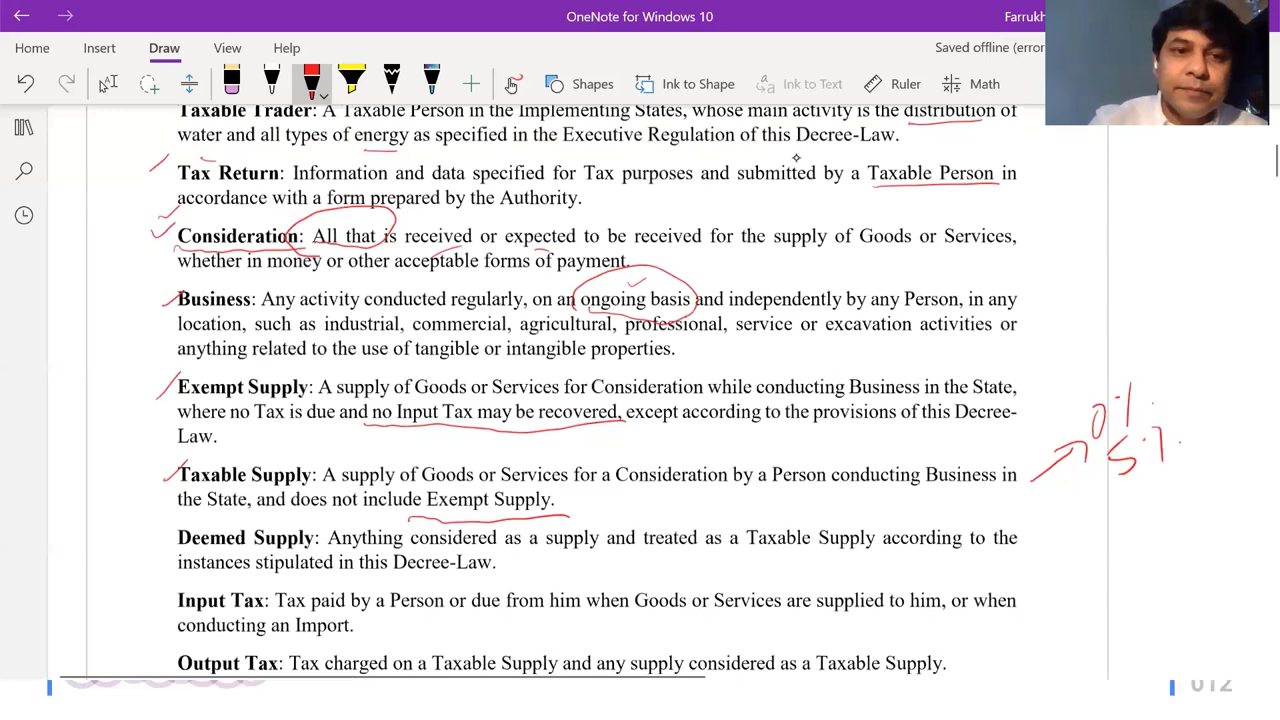 OneNote for Windows 10
Farrukh
Home Insert Draw View Help
Saved offline (error
Shapes Ink to Shape Ink to Text Ruler Math
Taxable Trader: A Taxable Person in the Implementing States, whose main activity is the distribution of
water and all types of energy as specified in the Executive Regulation of this Decree-Law.
Tax Return: Information and data specified for Tax purposes and submitted by a Taxable Person in
accordance with a form prepared by the Authority.
Consideration: All that is received or expected to be received for the supply of Goods or Services,
whether in money or other acceptable forms of payment.
Business: Any activity conducted regularly, on an ongoing basis and independently by any Person, in any
location, such as industrial, commercial, agricultural, professional, service or excavation activities or
anything related to the use of tangible or intangible properties.
Exempt Supply: A supply of Goods or Services for Consideration while conducting Business in the State,
where no Tax is due and no Input Tax may be recovered, except according to the provisions of this Decree-
Law.
0%
5%
Taxable Supply: A supply of Goods or Services for a Consideration by a Person conducting Business in
the State, and does not include Exempt Supply.
Deemed Supply: Anything considered as a supply and treated as a Taxable Supply according to the
instances stipulated in this Decree-Law.
Input Tax: Tax paid by a Person or due from him when Goods or Services are supplied to him, or when
conducting an Import.
Output Tax: Tax charged on a Taxable Supply and any supply considered as a Taxable Supply.
012